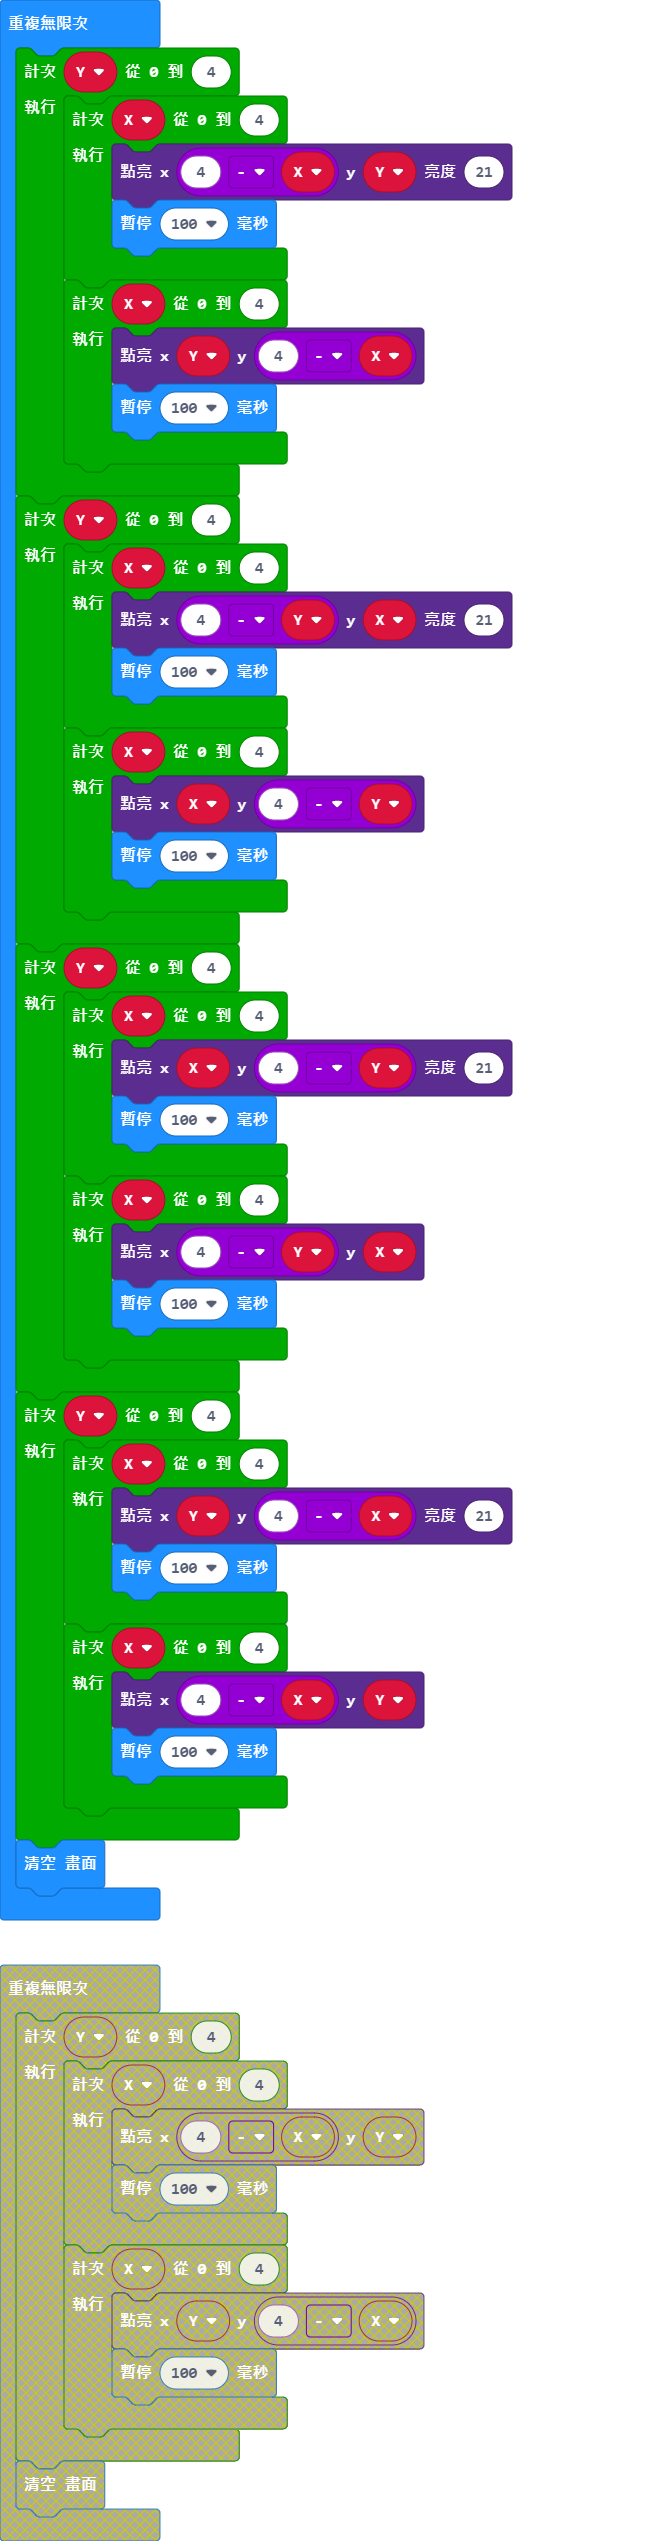 重複無限次
計次 Y 從 0 到 4
執行
計次 X 從 0 到 4
執行
點亮 x 4 - X y Y 亮度 21
暫停 100 毫秒
計次 X 從 0 到 4
執行
點亮 x Y y 4 - X
暫停 100 毫秒
計次 Y 從 0 到 4
執行
計次 X 從 0 到 4
執行
點亮 x 4 - Y y X 亮度 21
暫停 100 毫秒
計次 X 從 0 到 4
執行
點亮 x X y 4 - Y
暫停 100 毫秒
計次 Y 從 0 到 4
執行
計次 X 從 0 到 4
執行
點亮 x X y 4 - Y 亮度 21
暫停 100 毫秒
計次 X 從 0 到 4
執行
點亮 x 4 - Y y X
暫停 100 毫秒
計次 Y 從 0 到 4
執行
計次 X 從 0 到 4
執行
點亮 x Y y 4 - X 亮度 21
暫停 100 毫秒
計次 X 從 0 到 4
執行
點亮 x 4 - X y Y
暫停 100 毫秒
清空 畫面
重複無限次
計次 Y 從 0 到 4
執行
計次 X 從 0 到 4
執行
點亮 x 4 - X y Y
暫停 100 毫秒
計次 X 從 0 到 4
執行
點亮 x Y y 4 - X
暫停 100 毫秒
清空 畫面